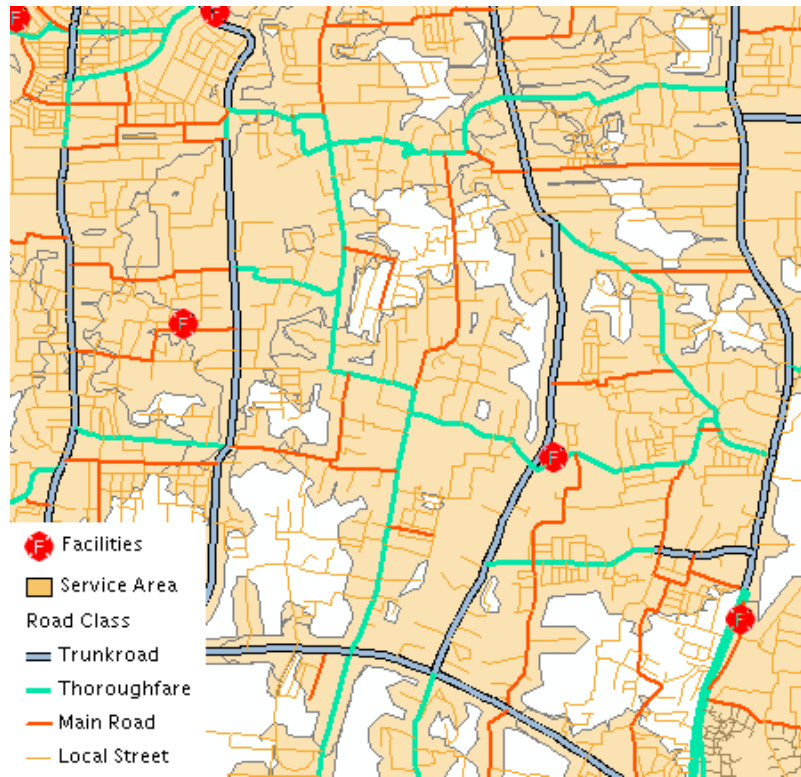 F
F
F
F
F
F Facilities
Service Area
Road Class
Trunkroad
Thoroughfare
Main Road
Local Street